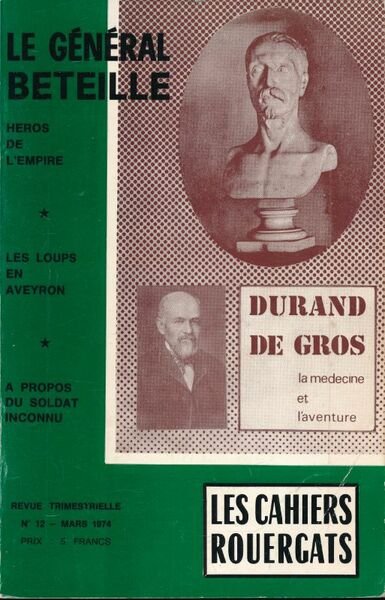 LE GÉNÉRAL
BETEILLE
HEROS
DE
L'EMPIRE
★
LES LOUPS
EN
AVEYRON
★
A PROPOS
DU SOLDAT
INCONNU
DURAND
DE GROS
la medecine
et
l'aventure
REVUE TRIMESTRIELLE
N° 12 - MARS 1974
PRIX : 5 FRANCS
LES CAHIERS
ROUERGATS